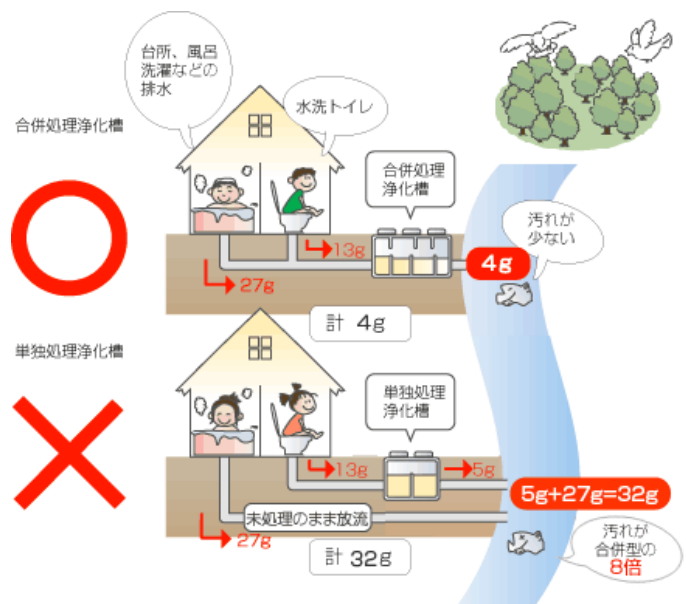 台所、風呂
洗濯などの
排水
水洗トイレ
合併処理浄化槽
合併処理
浄化槽
汚れが
少ない
13g
4g
27g
計 4g
単独処理浄化槽
単独処理
浄化槽
13g
5g
5g+27g=32g
未処理のまま放流
27g
計 32g
汚れが
合併型の
8倍